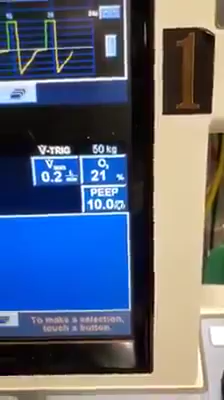 1
V̇-TRIG 50 kg
O₂
0.2 21 %
PEEP
10.0
To make a selection,
touch a button.